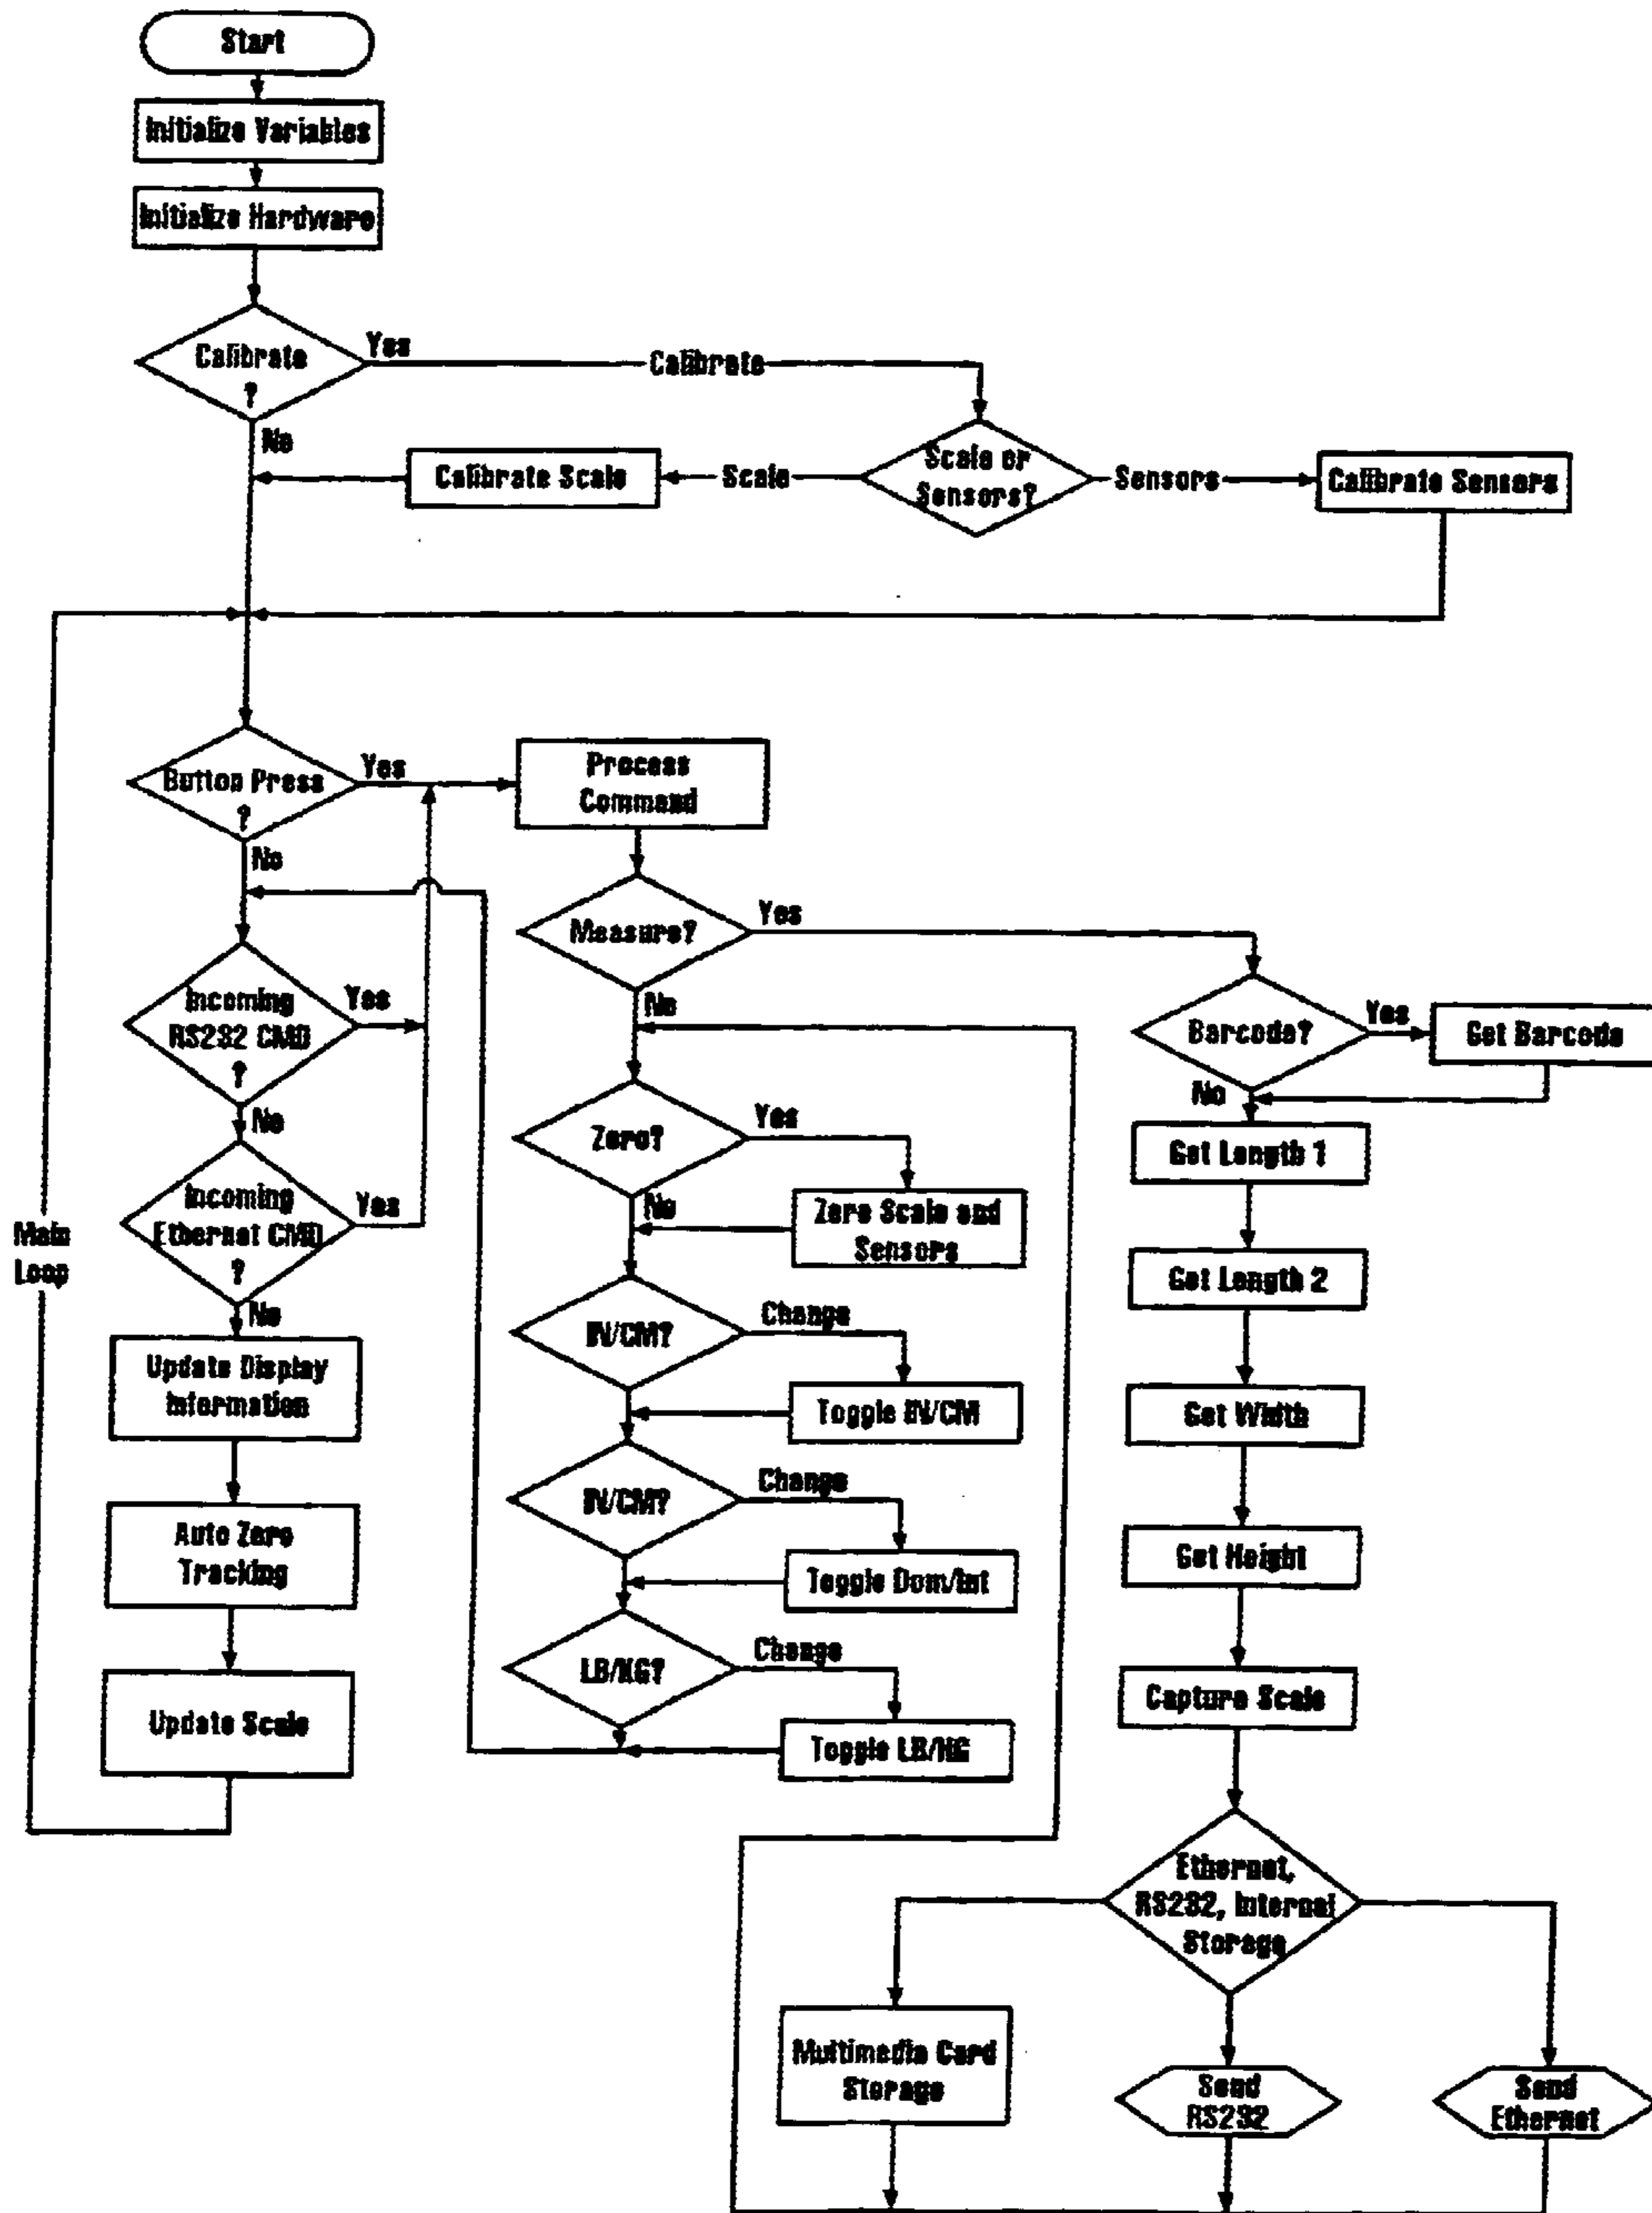 Start
Initialize Variables
Initialize Hardware
Calibrate
?
Yes
Calibrate
No
Scale or
Sensors?
Scale
Calibrate Scale
Sensors
Calibrate Sensors
Button Press
?
Yes
No
Process
Command
Incoming
RS232 CMD
?
Yes
No
Incoming
Ethernet CMD
?
Yes
No
Main
Loop
Update Display
Information
Auto Zero
Tracking
Update Scale
Measure?
Yes
No
Zero?
Yes
No
Zero Scale and
Sensors
IN/CM?
Change
Toggle IN/CM
IN/CM?
Change
Toggle Dom/Int
LB/KG?
Change
Toggle LB/KG
Barcode?
Yes
Get Barcode
No
Get Length 1
Get Length 2
Get Width
Get Height
Capture Scale
Ethernet,
RS232, Internal
Storage
Multimedia Card
Storage
Send
RS232
Send
Ethernet